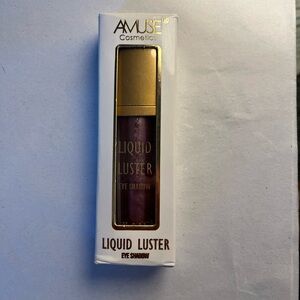 AMUSE
Cosmetics
LIQUID
LUSTER
EYE SHADOW
LIQUID LUSTER
EYE SHADOW